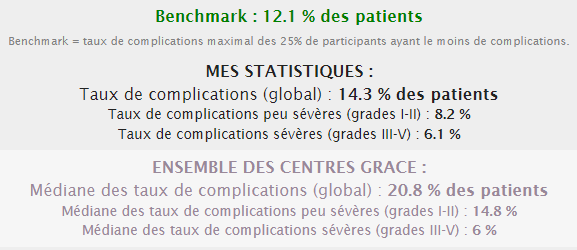 Benchmark : 12.1 % des patients
Benchmark = taux de complications maximal des 25% de participants ayant le moins de complications.
MES STATISTIQUES :
Taux de complications (global) : 14.3 % des patients
Taux de complications peu sévères (grades I-II) : 8.2 %
Taux de complications sévères (grades III-V) : 6.1 %
ENSEMBLE DES CENTRES GRACE :
Médiane des taux de complications (global) : 20.8 % des patients
Médiane des taux de complications peu sévères (grades I-II) : 14.8 %
Médiane des taux de complications sévères (grades III-V) : 6 %